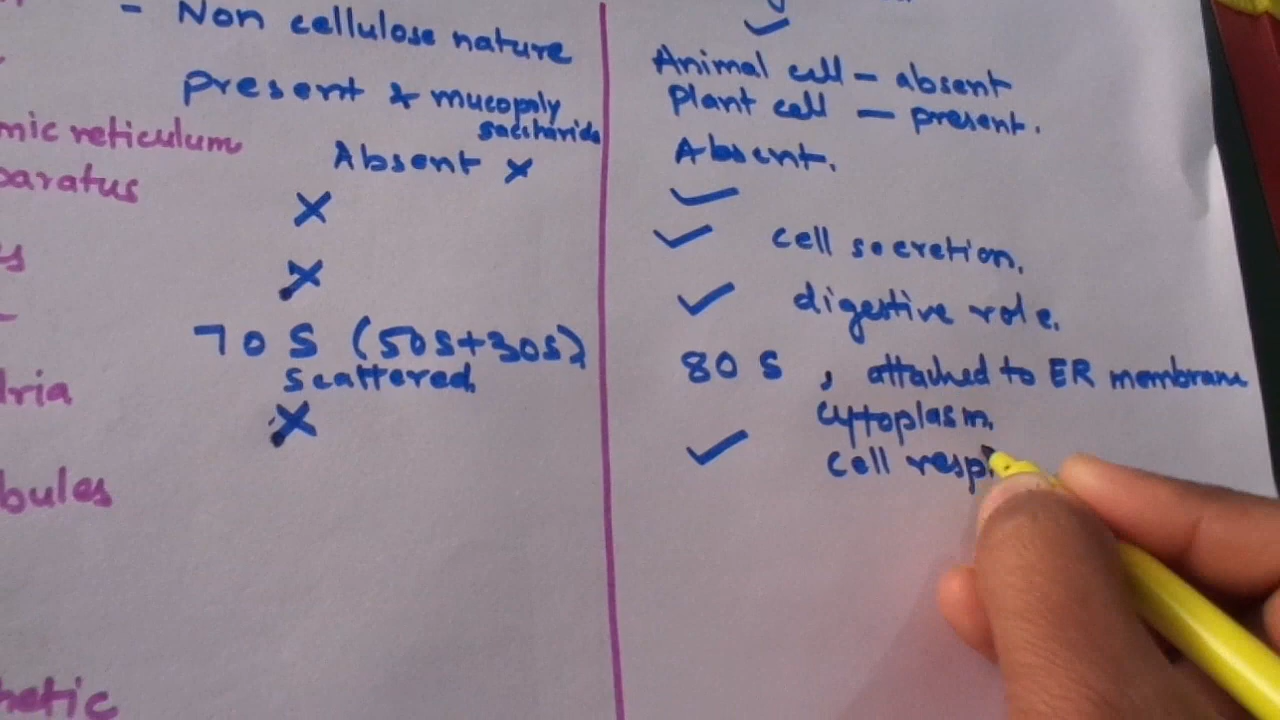 - Non cellulose nature
present & mucopoly
saccharide
Absent ×
mic reticulum
paratus
s
70 S (50S+30S)
scattered
dria
bules
hetic
Animal cell – absent
Plant cell – present.
Absent.
cell secretion.
digestive role.
80 S , attached to ER membrane
cytoplasm.
cell resp